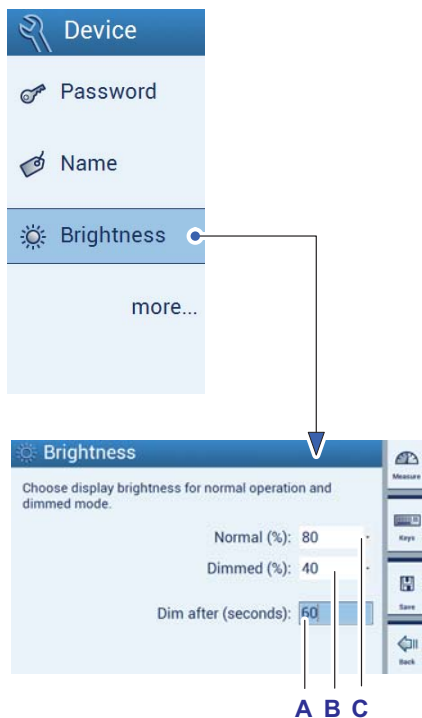 Device
Password
Name
Brightness
more...
Brightness
Choose display brightness for normal operation and
dimmed mode.
Normal (%): 80
Dimmed (%): 40
Dim after (seconds): 60
Measure
Keys
Save
Back
A B C